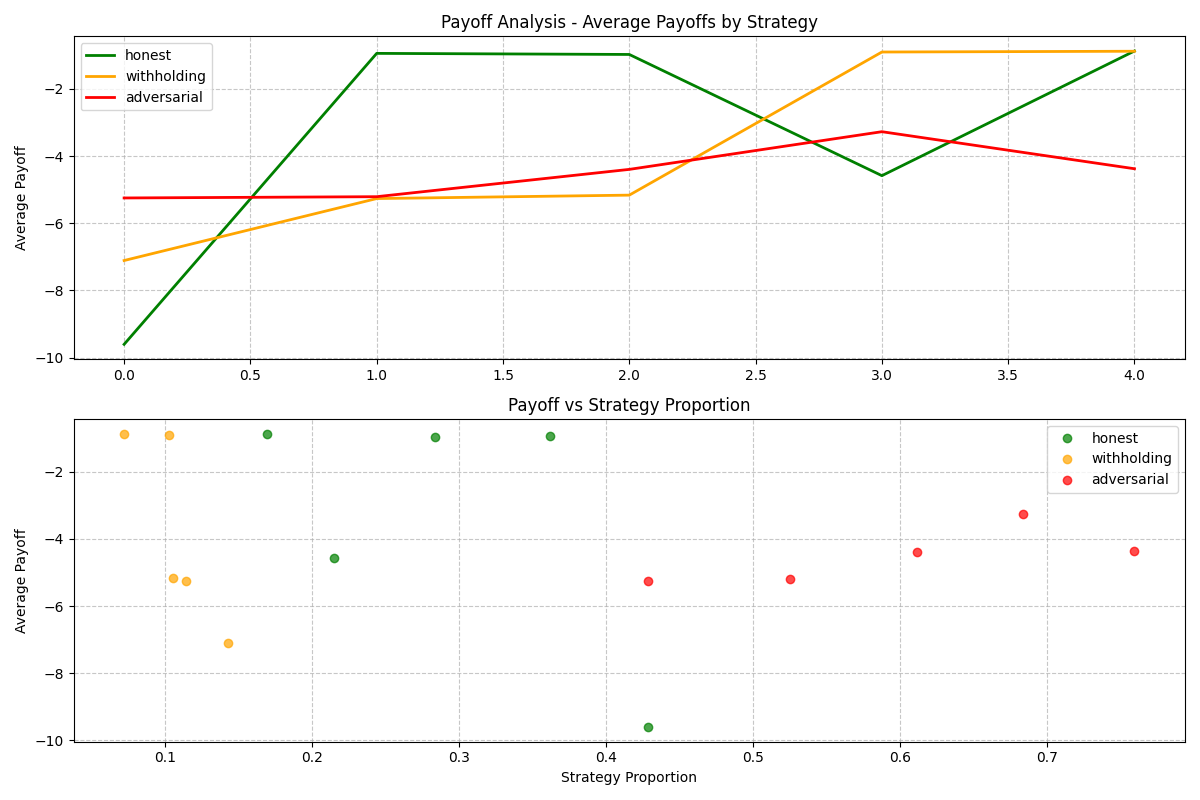 Payoff Analysis - Average Payoffs by Strategy
honest
withholding
adversarial
Average Payoff
−2
−4
−6
−8
−10
0.0 0.5 1.0 1.5 2.0 2.5 3.0 3.5 4.0
Payoff vs Strategy Proportion
honest
withholding
adversarial
Average Payoff
−2
−4
−6
−8
−10
0.1 0.2 0.3 0.4 0.5 0.6 0.7
Strategy Proportion